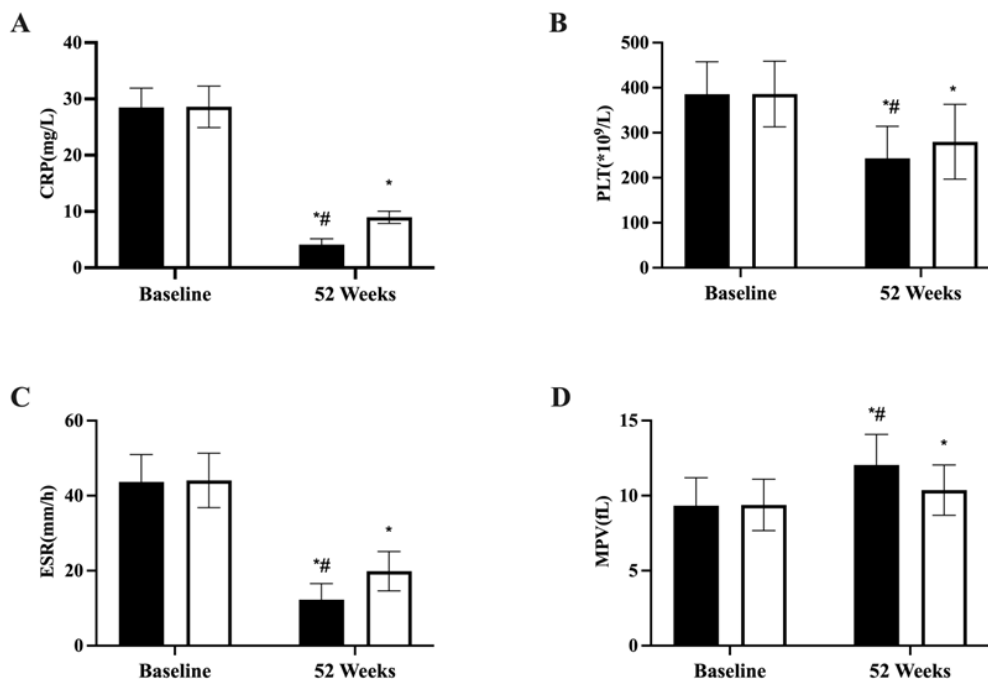 A
CRP(mg/L)
40
30
20
10
0
*#
*
Baseline
52 Weeks
B
PLT(*10⁹/L)
500
400
300
200
100
0
*#
*
Baseline
52 Weeks
C
ESR(mm/h)
60
40
20
0
*#
*
Baseline
52 Weeks
D
MPV(fL)
15
10
5
0
*#
*
Baseline
52 Weeks